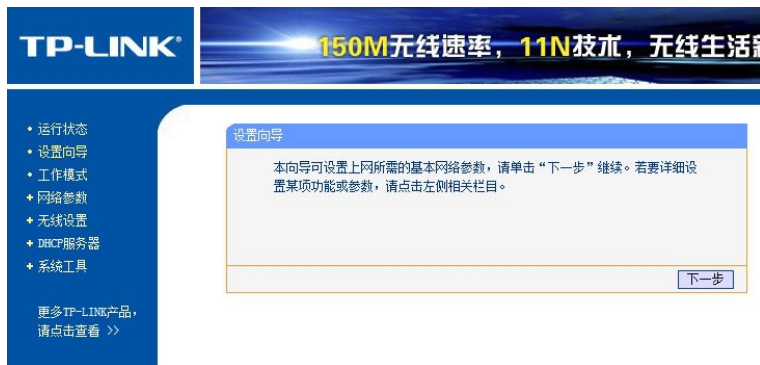 TP-LINK®
150M无线速率，11N技术，无线生活
• 运行状态
• 设置向导
• 工作模式
+ 网络参数
+ 无线设置
+ DHCP服务器
+ 系统工具
更多TP-LINK产品，
请点击查看 >>
设置向导
本向导可设置上网所需的基本网络参数，请单击“下一步”继续。若要详细设
置某项功能或参数，请点击左侧相关栏目。
下一步